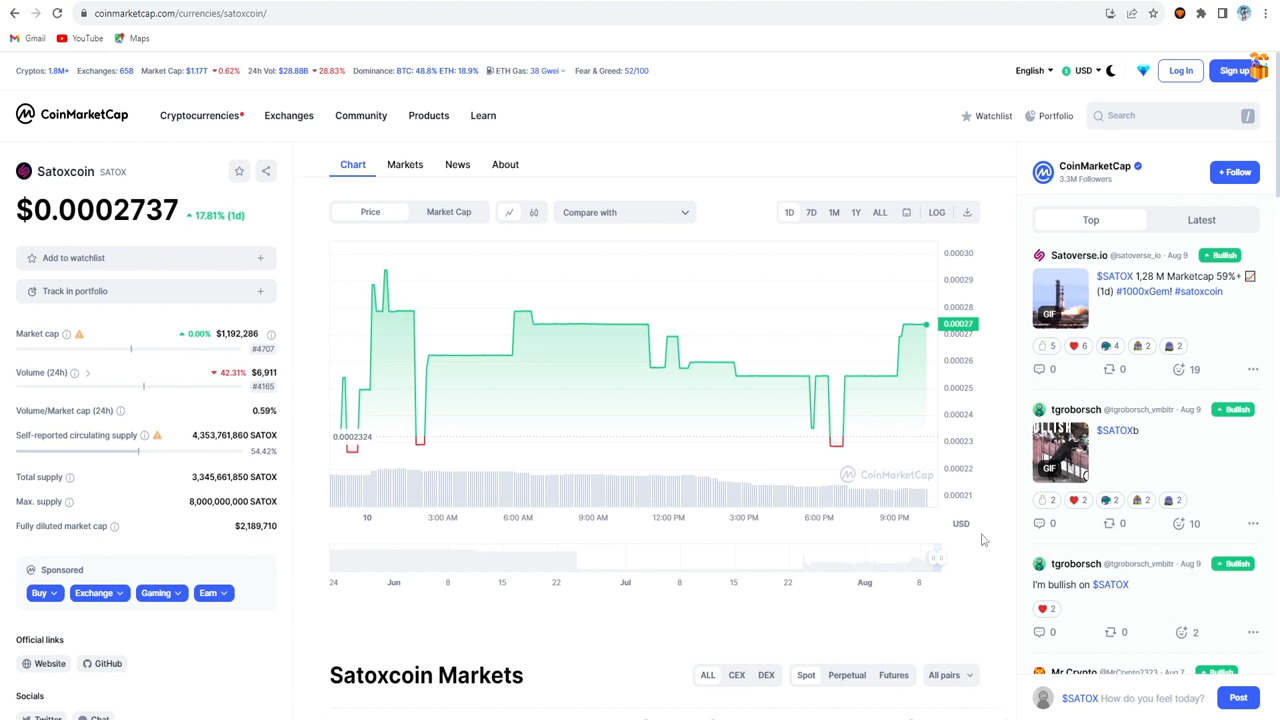 coinmarketcap.com/currencies/satoxcoin/
Gmail YouTube Maps
Cryptos: 1.8M+ Exchanges: 658 Market Cap: $1.17T 0.62% 24h Vol: $28.88B 28.83% Dominance: BTC: 48.8% ETH: 18.9% ETH Gas: 38 Gwei Fear & Greed: 52/100
English USD Log In Sign up
CoinMarketCap Cryptocurrencies Exchanges Community Products Learn
Watchlist Portfolio Search /
Satoxcoin SATOX
$0.0002737 17.81% (1d)
Add to watchlist +
Track in portfolio +
Market cap 0.00% $1,192,286
#4707
Volume (24h) 42.31% $6,911
#4165
Volume/Market cap (24h) 0.59%
Self-reported circulating supply 4,353,761,860 SATOX
54.42%
Total supply 3,345,661,850 SATOX
Max. supply 8,000,000,000 SATOX
Fully diluted market cap $2,189,710
Sponsored
Buy Exchange Gaming Earn
Official links
Website GitHub
Socials
Twitter Chat
Chart Markets News About
Price Market Cap Compare with 1D 7D 1M 1Y ALL LOG
0.00030
0.00029
0.00028
0.00027
0.00027
0.00026
0.00025
0.00024
0.00023
0.00022
0.00021
0.0002324
CoinMarketCap
10 3:00 AM 6:00 AM 9:00 AM 12:00 PM 3:00 PM 6:00 PM 9:00 PM
USD
24 Jun 8 15 22 Jul 8 15 22 Aug 8
Satoxcoin Markets
ALL CEX DEX Spot Perpetual Futures All pairs
CoinMarketCap
3.3M Followers
+ Follow
Top Latest
Satoverse.io @satoverse_io · Aug 9 Bullish
$SATOX 1,28 M Marketcap 59%+
(1d) #1000xGem! #satoxcoin
GIF
5 6 4 2 2
0 0 19
tgroborsch @tgroborsch_vmbitr · Aug 9 Bullish
$SATOXb
GIF
2 2 2 2 2
0 0 10
tgroborsch @tgroborsch_vmbitr · Aug 9 Bullish
I'm bullish on $SATOX
2
0 0 2
Mr Crypto @MrCrypto2323 · Aug 7 Bullish
$SATOX How do you feel today? Post